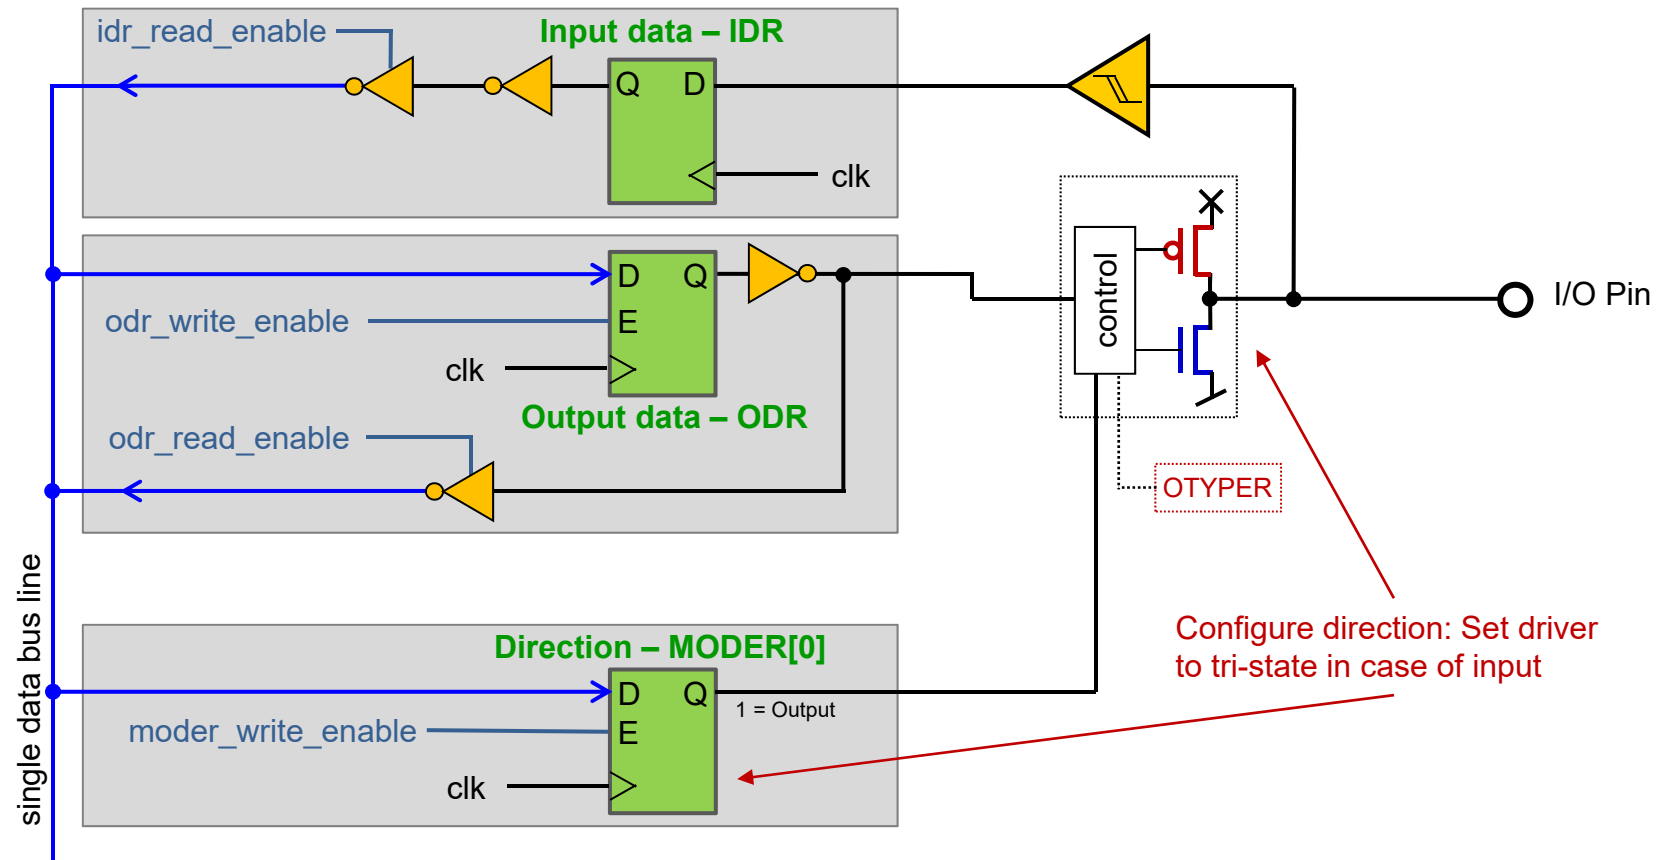 idr_read_enable
Input data – IDR
Q
D
clk
D
Q
odr_write_enable
E
clk
Output data – ODR
odr_read_enable
control
I/O Pin
OTYPER
single data bus line
Direction – MODER[0]
D
Q
1 = Output
moder_write_enable
E
clk
Configure direction: Set driver
to tri-state in case of input